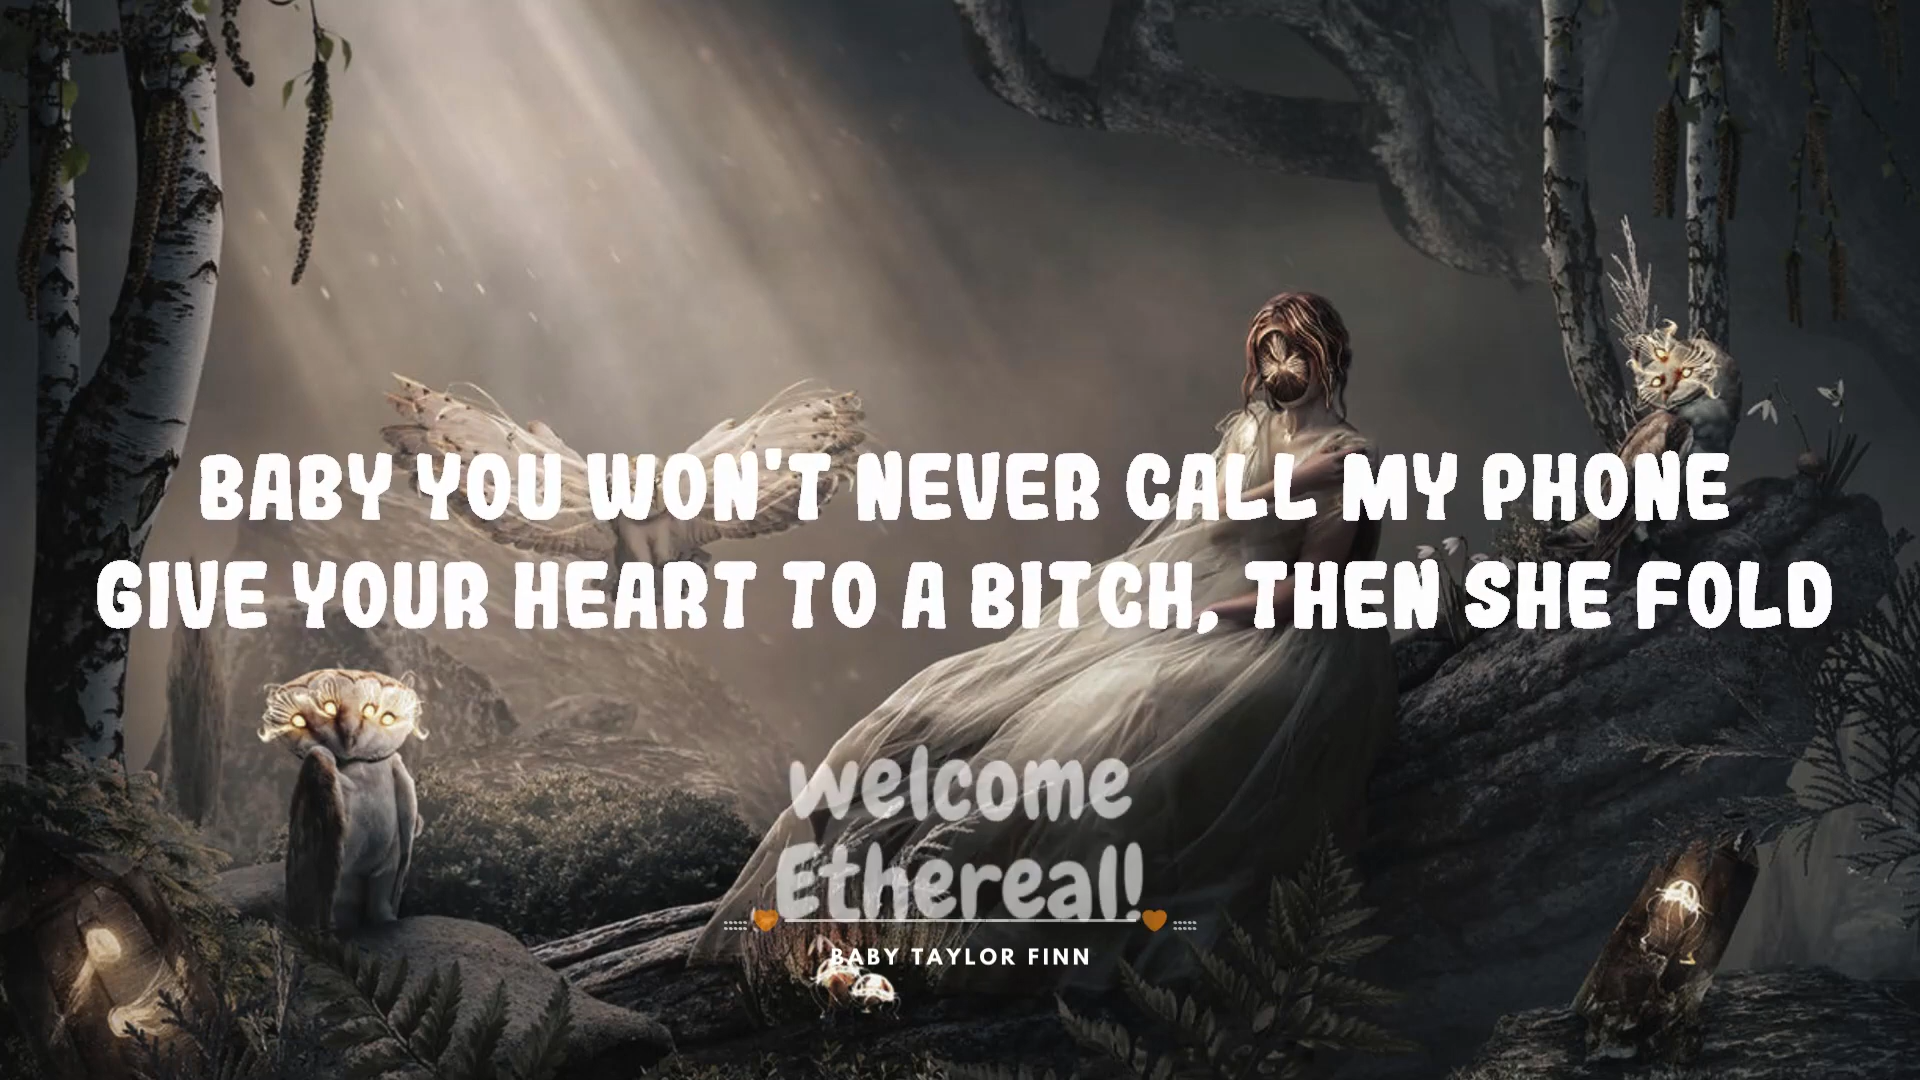 BABY YOU WON'T NEVER CALL MY PHONE
GIVE YOUR HEART TO A BITCH, THEN SHE FOLD
welcome
Ethereal!
BABY TAYLOR FINN